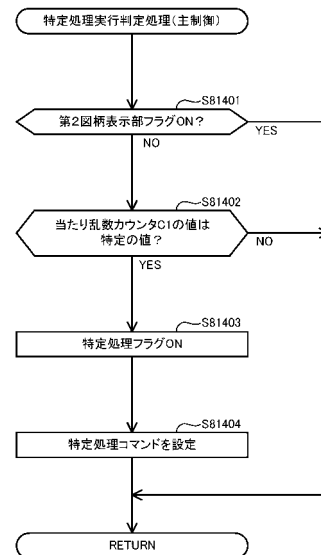 特定処理実行判定処理(主制御)
S81401
第2図柄表示部フラグON?
YES
NO
S81402
当たり乱数カウンタC1の値は
特定の値?
NO
YES
S81403
特定処理フラグON
S81404
特定処理コマンドを設定
RETURN